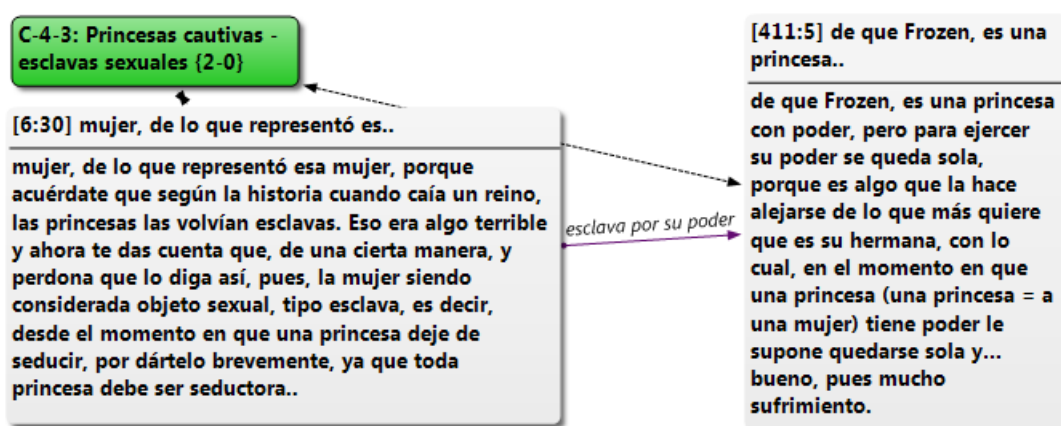 C-4-3: Princesas cautivas -
esclavas sexuales {2-0}
[6:30] mujer, de lo que representó es..
mujer, de lo que representó esa mujer, porque
acuérdate que según la historia cuando caía un reino,
las princesas las volvían esclavas. Eso era algo terrible
y ahora te das cuenta que, de una cierta manera, y
perdona que lo diga así, pues, la mujer siendo
considerada objeto sexual, tipo esclava, es decir,
desde el momento en que una princesa deje de
seducir, por dártelo brevemente, ya que toda
princesa debe ser seductora..
esclava por su poder
[411:5] de que Frozen, es una
princesa..
de que Frozen, es una princesa
con poder, pero para ejercer
su poder se queda sola,
porque es algo que la hace
alejarse de lo que más quiere
que es su hermana, con lo
cual, en el momento en que
una princesa (una princesa = a
una mujer) tiene poder le
supone quedarse sola y...
bueno, pues mucho
sufrimiento.